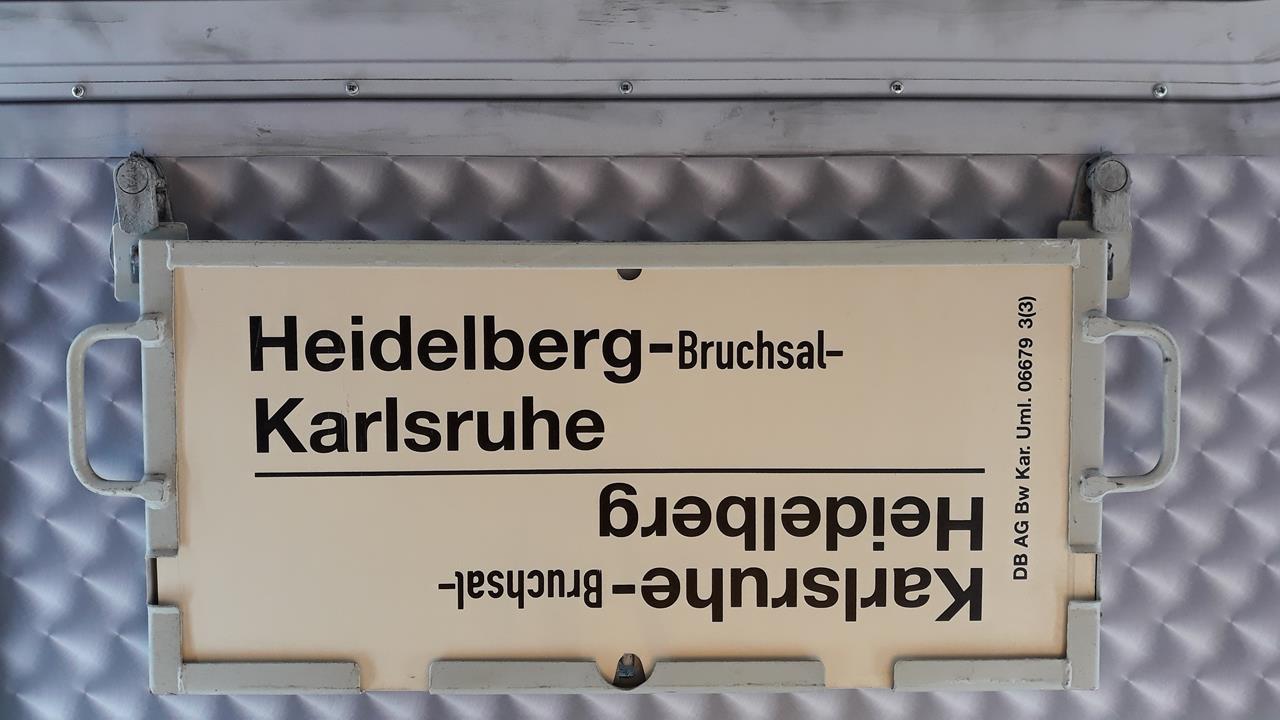 Heidelberg-Bruchsal-
Karlsruhe
Karlsruhe-Bruchsal-
Heidelberg
DB AG Bw Kar. Uml. 06679 3(3)